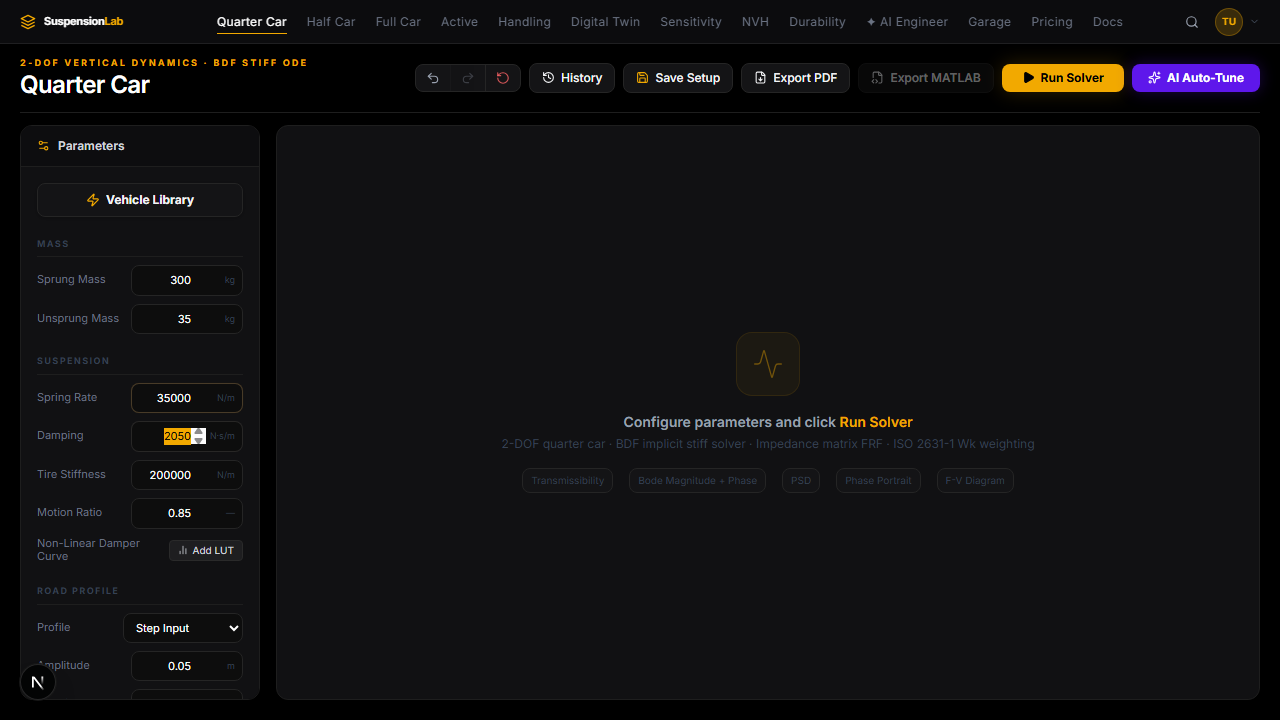 SuspensionLab
Quarter Car
Half Car
Full Car
Active
Handling
Digital Twin
Sensitivity
NVH
Durability
✦ AI Engineer
Garage
Pricing
Docs
TU
2-DOF VERTICAL DYNAMICS · BDF STIFF ODE
Quarter Car
History
Save Setup
Export PDF
Export MATLAB
Run Solver
AI Auto-Tune
Parameters
Vehicle Library
MASS
Sprung Mass 300 kg
Unsprung Mass 35 kg
SUSPENSION
Spring Rate 35000 N/m
Damping 2050 N·s/m
Tire Stiffness 200000 N/m
Motion Ratio 0.85 —
Non-Linear Damper
Curve
Add LUT
ROAD PROFILE
Profile Step Input
Amplitude 0.05 m
N
Configure parameters and click Run Solver
2-DOF quarter car · BDF implicit stiff solver · Impedance matrix FRF · ISO 2631-1 Wk weighting
Transmissibility
Bode Magnitude + Phase
PSD
Phase Portrait
F-V Diagram